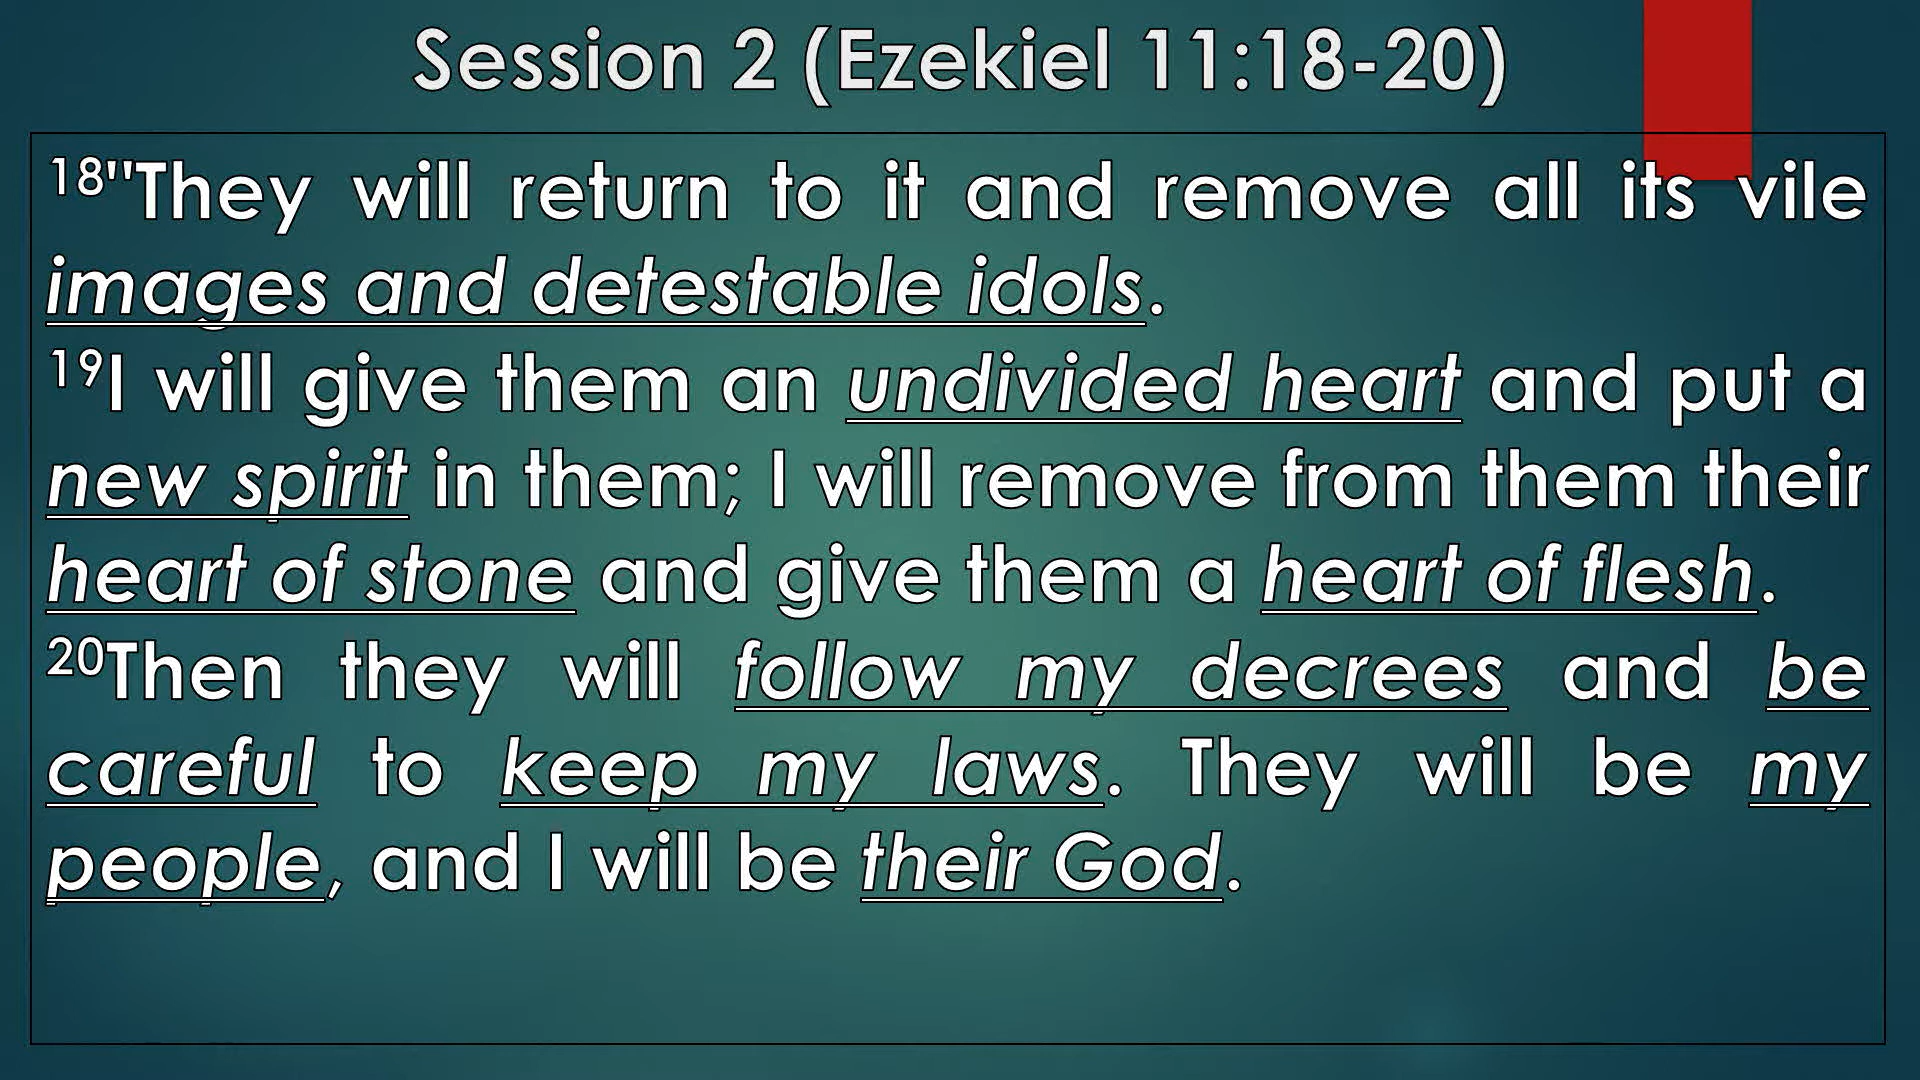 Session 2 (Ezekiel 11:18-20)
18"They will return to it and remove all its vile
images and detestable idols.
19I will give them an undivided heart and put a
new spirit in them; I will remove from them their
heart of stone and give them a heart of flesh.
20Then they will follow my decrees and be
careful to keep my laws. They will be my
people, and I will be their God.